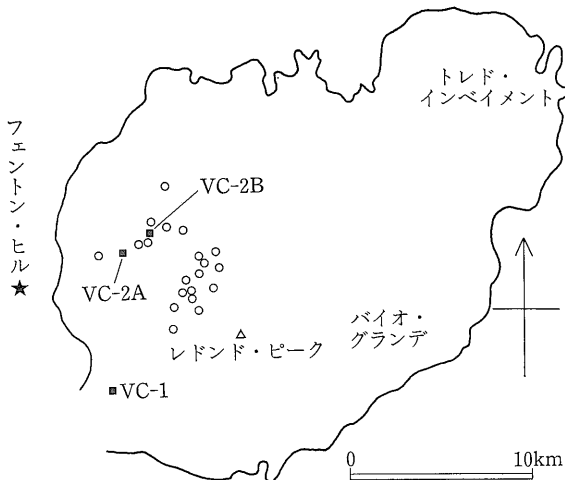 トレド・
インベイメント
フェントン・ヒル
VC-2B
VC-2A
バイオ・
グランデ
レドンド・ピーク
VC-1
0 10km